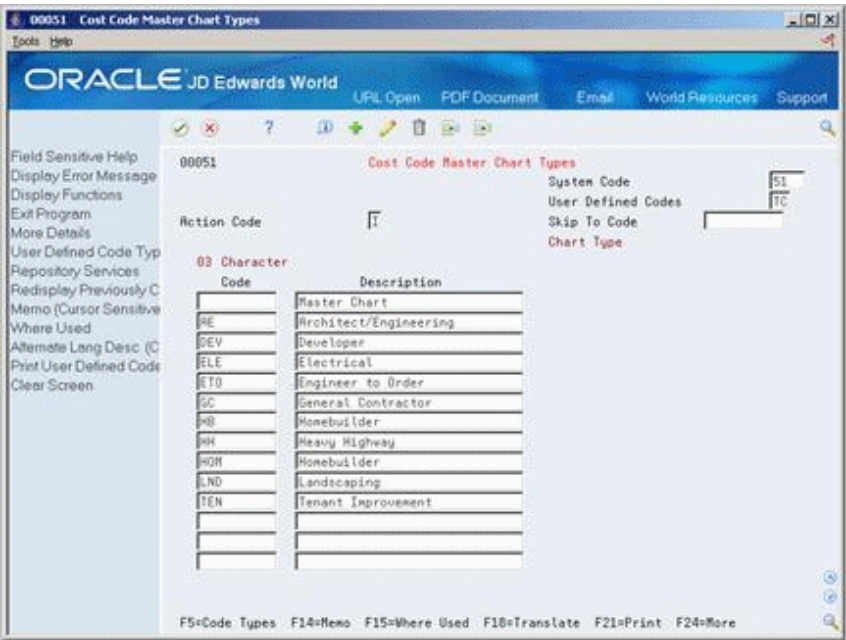 00051 Cost Code Master Chart Types
Tools Help
ORACLE JD Edwards World
URL Open PDF Document Email World Resources Support
Field Sensitive Help
Display Error Message
Display Functions
Exit Program
More Details
User Defined Code Typ
Repository Services
Redisplay Previously C
Memo (Cursor Sensitive
Where Used
Alternate Lang Desc (C
Print User Defined Code
Clear Screen
00051 Cost Code Master Chart Types
System Code 51
User Defined Codes TC
Action Code I Skip To Code
Chart Type
03 Character
Code Description
Master Chart
AE Architect/Engineering
DEV Developer
ELE Electrical
ETO Engineer to Order
GC General Contractor
HB Homebuilder
HH Heavy Highway
HOM Homebuilder
LND Landscaping
TEN Tenant Improvement
F5=Code Types F14=Memo F15=Where Used F18=Translate F21=Print F24=More